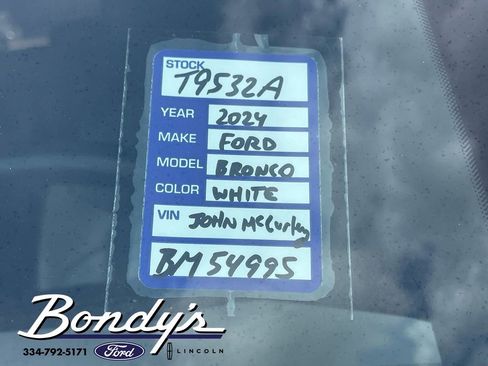 STOCK
T9532A
YEAR 2024
MAKE FORD
MODEL BRONCO
COLOR WHITE
VIN JOHN McCurley
BM54995
Bondy's
334-792-5171 Ford LINCOLN